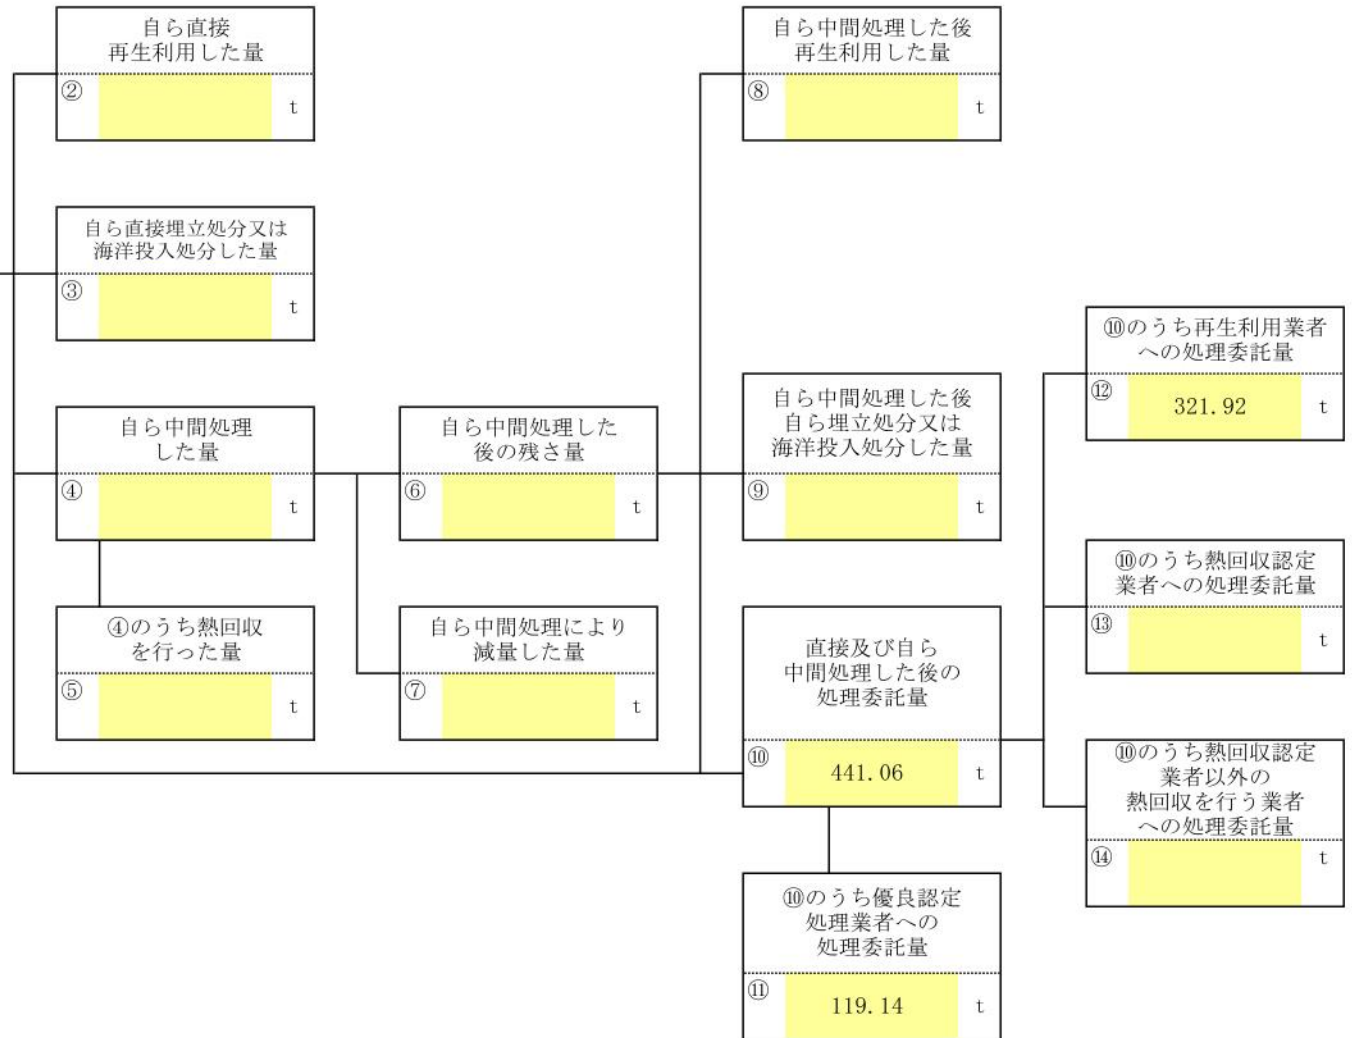 自ら直接
再生利用した量
②
t
自ら中間処理した後
再生利用した量
⑧
t
自ら直接埋立処分又は
海洋投入処分した量
③
t
⑩のうち再生利用業者
への処理委託量
⑫
321.92
t
自ら中間処理
した量
④
t
自ら中間処理した
後の残さ量
⑥
t
自ら中間処理した後
自ら埋立処分又は
海洋投入処分した量
⑨
t
⑩のうち熱回収認定
業者への処理委託量
⑬
t
④のうち熱回収
を行った量
⑤
t
自ら中間処理により
減量した量
⑦
t
直接及び自ら
中間処理した後の
処理委託量
⑩
441.06
t
⑩のうち熱回収認定
業者以外の
熱回収を行う業者
への処理委託量
⑭
t
⑩のうち優良認定
処理業者への
処理委託量
⑪
119.14
t